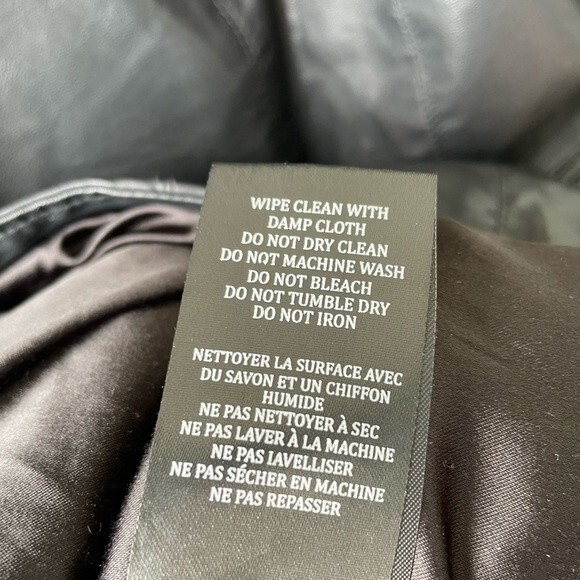 WIPE CLEAN WITH
DAMP CLOTH
DO NOT DRY CLEAN
DO NOT MACHINE WASH
DO NOT BLEACH
DO NOT TUMBLE DRY
DO NOT IRON
NETTOYER LA SURFACE AVEC
DU SAVON ET UN CHIFFON
HUMIDE
NE PAS NETTOYER À SEC
NE PAS LAVER À LA MACHINE
NE PAS IAVELLISER
NE PAS SÉCHER EN MACHINE
NE PAS REPASSER